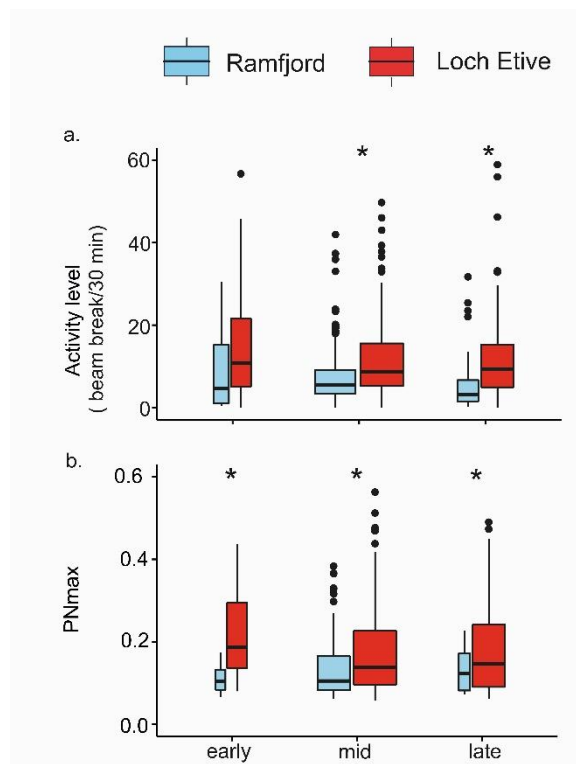 Ramfjord Loch Etive
a.
* *
60
40
20
0
Activity level
( beam break/30 min)
b.
* * *
0.6
0.4
0.2
0.0
PNmax
early mid late